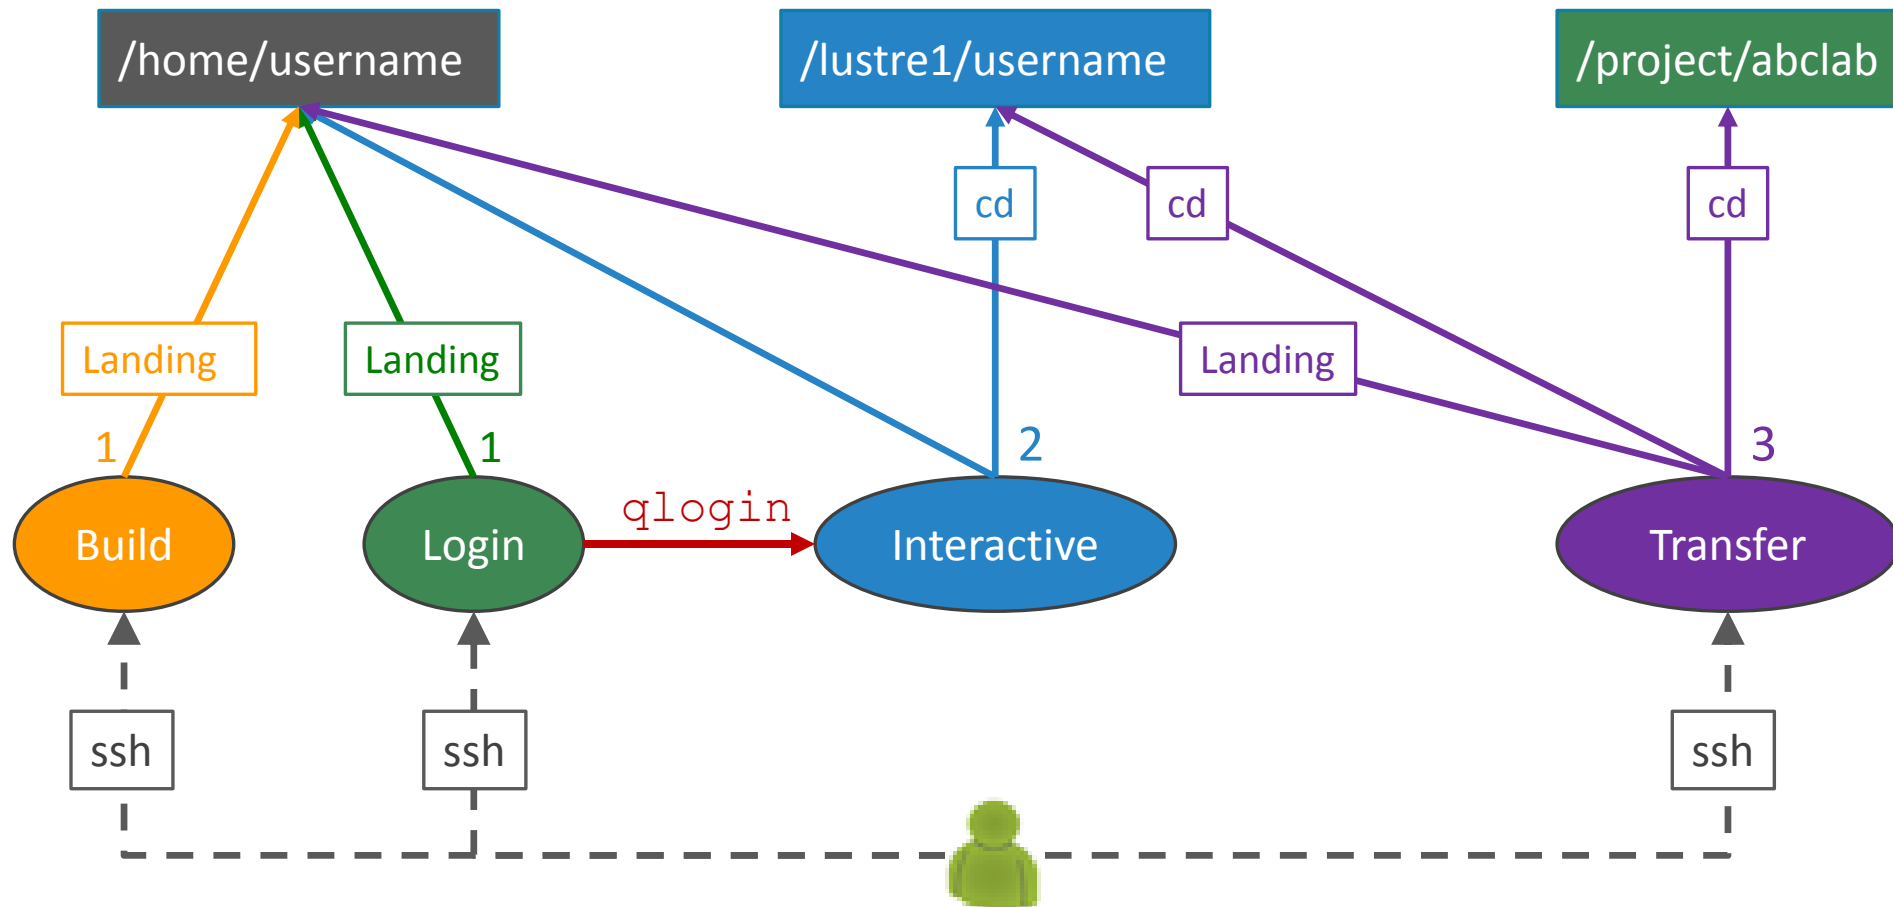 /home/username
/lustre1/username
/project/abclab
cd
cd
cd
Landing
Landing
Landing
1
1
2
3
Build
Login
qlogin
Interactive
Transfer
ssh
ssh
ssh